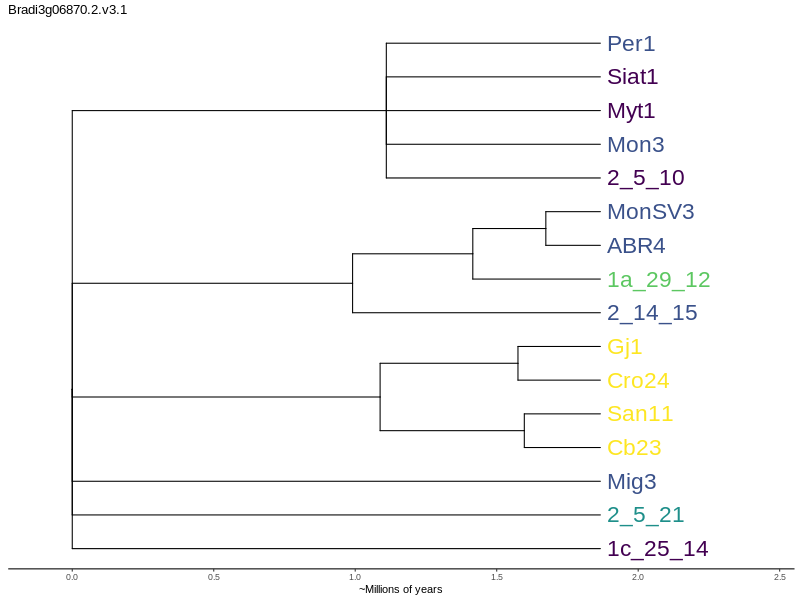 Bradi3g06870.2.v3.1
Per1
Siat1
Myt1
Mon3
2_5_10
MonSV3
ABR4
1a_29_12
2_14_15
Gj1
Cro24
San11
Cb23
Mig3
2_5_21
1c_25_14
0.0 0.5 1.0 1.5 2.0 2.5
~Millions of years